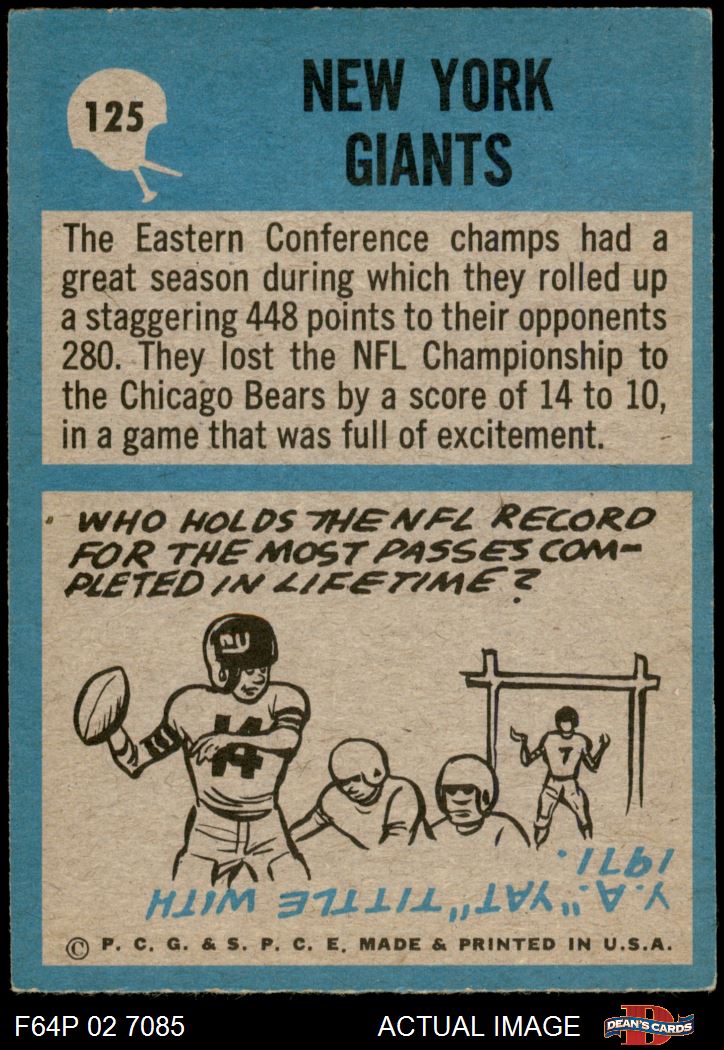 125
NEW YORK
GIANTS
The Eastern Conference champs had a
great season during which they rolled up
a staggering 448 points to their opponents
280. They lost the NFL Championship to
the Chicago Bears by a score of 14 to 10,
in a game that was full of excitement.
WHO HOLDS THE NFL RECORD
FOR THE MOST PASSES COM-
PLETED IN LIFETIME?
NU
14
7
Y.A. "YAT" TITTLE WITH
1971.
© P. C. G. & S. P. C. E. MADE & PRINTED IN U.S.A.
F64P 02 7085
ACTUAL IMAGE
D
DEAN'S CARDS